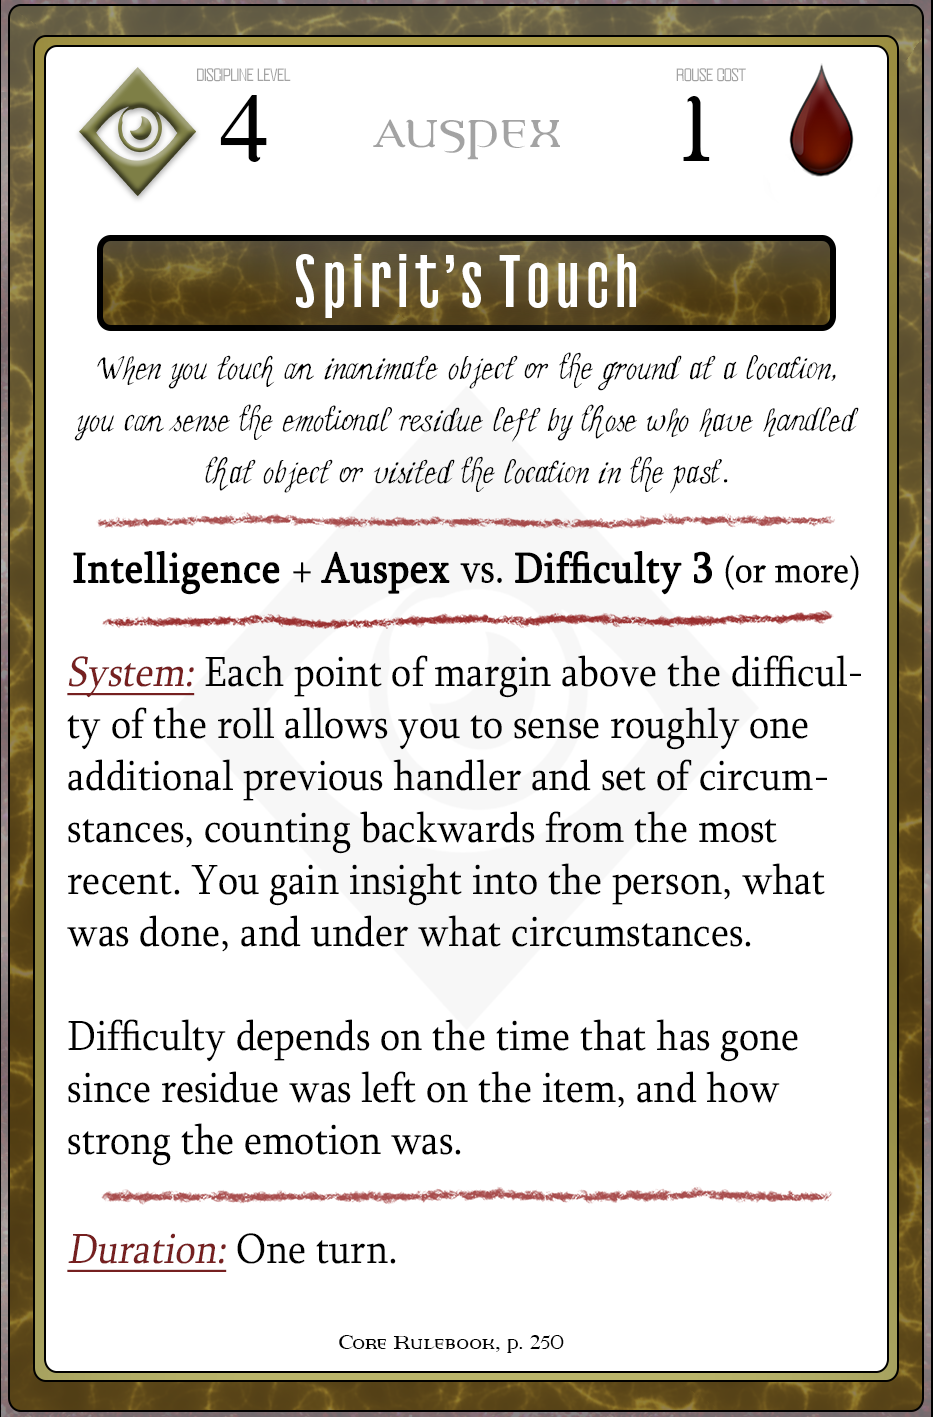 DISCIPLINE LEVEL
4
AUSPEX
ROUSE COST
1
Spirit's Touch
When you touch an inanimate object or the ground at a location,
you can sense the emotional residue left by those who have handled
that object or visited the location in the past.
Intelligence + Auspex vs. Difficulty 3 (or more)
System: Each point of margin above the difficul-
ty of the roll allows you to sense roughly one
additional previous handler and set of circum-
stances, counting backwards from the most
recent. You gain insight into the person, what
was done, and under what circumstances.
Difficulty depends on the time that has gone
since residue was left on the item, and how
strong the emotion was.
Duration: One turn.
Core Rulebook, p. 250